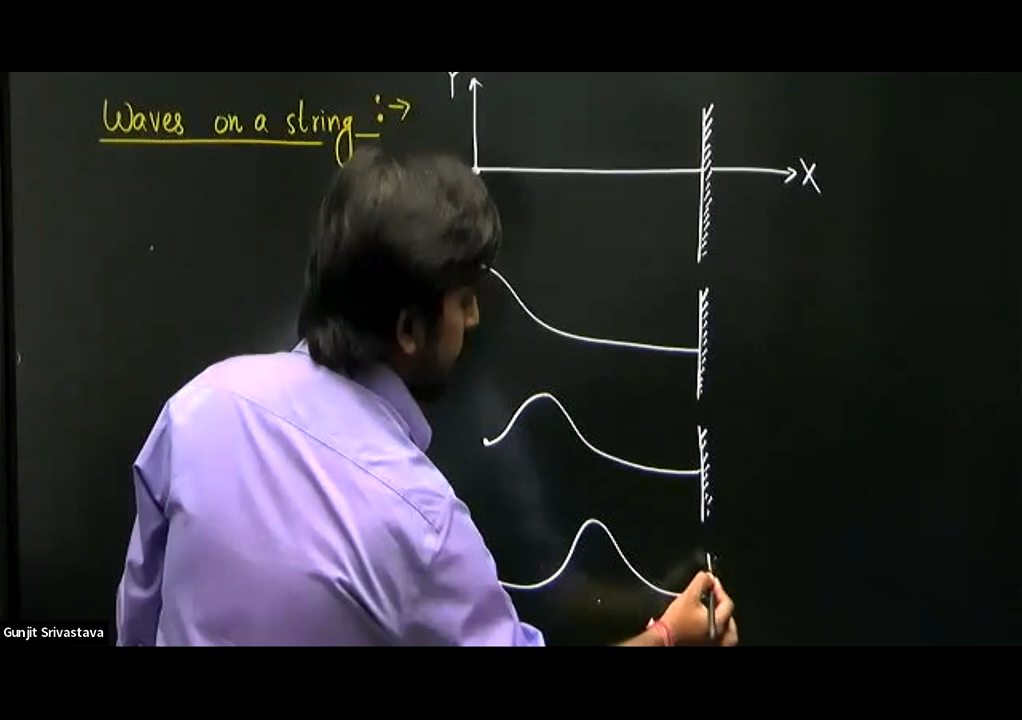 Waves on a string :→
Y
X
Gunjit Srivastava